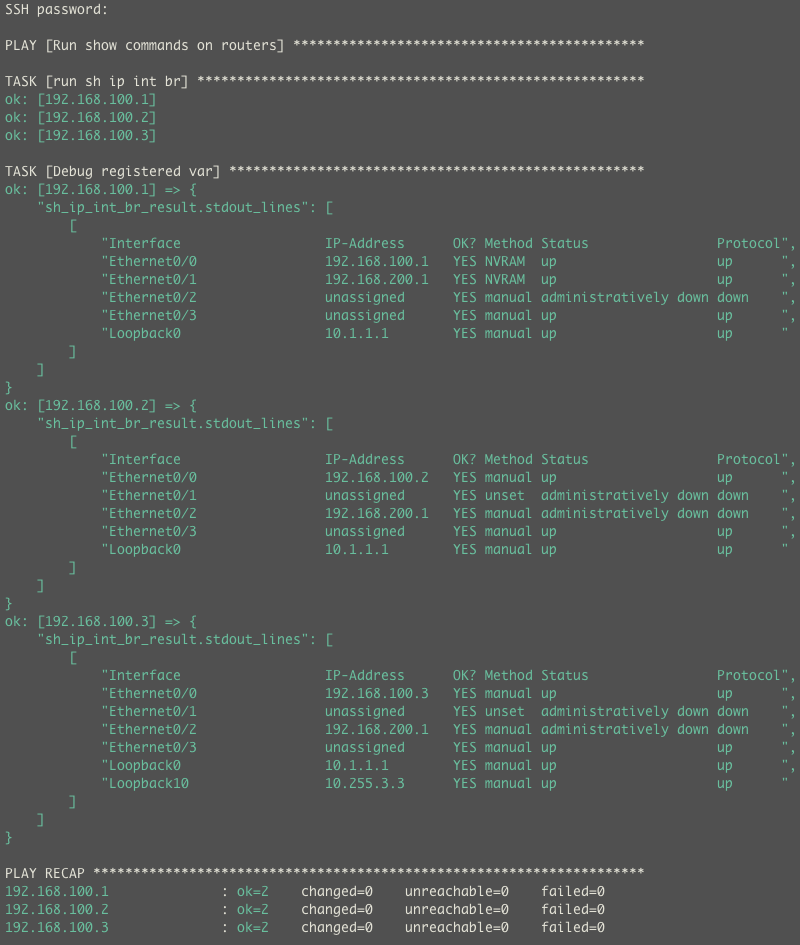 SSH password:

PLAY [Run show commands on routers] ********************************************

TASK [run sh ip int br] ********************************************************
ok: [192.168.100.1]
ok: [192.168.100.2]
ok: [192.168.100.3]

TASK [Debug registered var] ****************************************************
ok: [192.168.100.1] => {
    "sh_ip_int_br_result.stdout_lines": [
        [
            "Interface                  IP-Address      OK? Method Status                Protocol",
            "Ethernet0/0                192.168.100.1   YES NVRAM  up                    up      ",
            "Ethernet0/1                192.168.200.1   YES NVRAM  up                    up      ",
            "Ethernet0/2                unassigned      YES manual administratively down down    ",
            "Ethernet0/3                unassigned      YES manual up                    up      ",
            "Loopback0                  10.1.1.1        YES manual up                    up      "
        ]
    ]
}
ok: [192.168.100.2] => {
    "sh_ip_int_br_result.stdout_lines": [
        [
            "Interface                  IP-Address      OK? Method Status                Protocol",
            "Ethernet0/0                192.168.100.2   YES manual up                    up      ",
            "Ethernet0/1                unassigned      YES unset  administratively down down    ",
            "Ethernet0/2                192.168.200.1   YES manual administratively down down    ",
            "Ethernet0/3                unassigned      YES manual up                    up      ",
            "Loopback0                  10.1.1.1        YES manual up                    up      "
        ]
    ]
}
ok: [192.168.100.3] => {
    "sh_ip_int_br_result.stdout_lines": [
        [
            "Interface                  IP-Address      OK? Method Status                Protocol",
            "Ethernet0/0                192.168.100.3   YES manual up                    up      ",
            "Ethernet0/1                unassigned      YES unset  administratively down down    ",
            "Ethernet0/2                192.168.200.1   YES manual administratively down down    ",
            "Ethernet0/3                unassigned      YES manual up                    up      ",
            "Loopback0                  10.1.1.1        YES manual up                    up      ",
            "Loopback10                 10.255.3.3      YES manual up                    up      "
        ]
    ]
}

PLAY RECAP *********************************************************************
192.168.100.1              : ok=2    changed=0    unreachable=0    failed=0
192.168.100.2              : ok=2    changed=0    unreachable=0    failed=0
192.168.100.3              : ok=2    changed=0    unreachable=0    failed=0